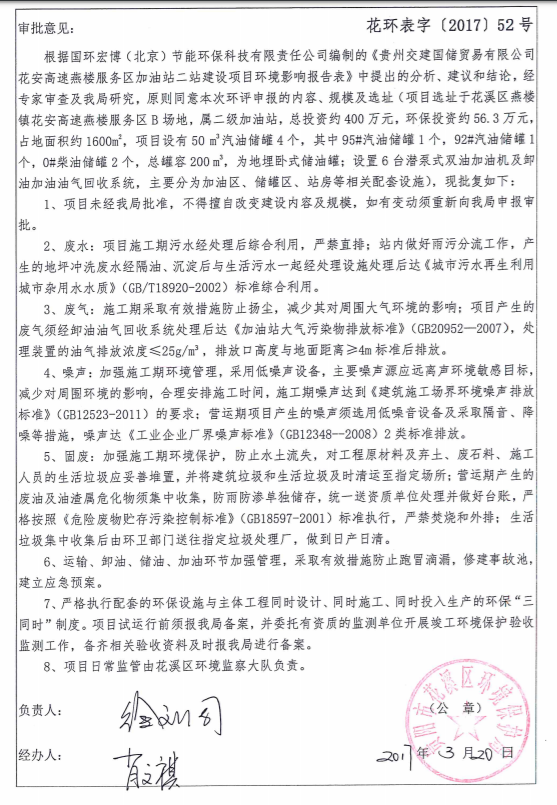 审批意见： 花环表字〔2017〕52号
根据国环宏博（北京）节能环保科技有限责任公司编制的《贵州交建国储贸易有限公司
花安高速燕楼服务区加油站二站建设项目环境影响报告表》中提出的分析、建议和结论，经
专家审查及我局研究，原则同意本次环评申报的内容、规模及选址（项目选址于花溪区燕楼
镇花安高速燕楼服务区B场地，属二级加油站，总投资约400万元，环保投资约56.3万元，
占地面积约1600㎡，项目设有50m³汽油储罐4个，其中95#汽油储罐1个，92#汽油储罐1
个，0#柴油储罐2个，总罐容200m³，为地埋卧式储油罐；设置6台潜泵式双油加油机及卸
油加油油气回收系统，主要分为加油区、储罐区、站房等相关配套设施），现批复如下：
1、项目未经我局批准，不得擅自改变建设内容及规模，如有变动须重新向我局申报审
批。
2、废水：项目施工期污水经处理后综合利用，严禁直排；站内做好雨污分流工作，产
生的地坪冲洗废水经隔油、沉淀后与生活污水一起经处理设施处理后达《城市污水再生利用
城市杂用水水质》（GB/T18920-2002）标准综合利用。
3、废气：施工期采取有效措施防止扬尘，减少其对周围大气环境的影响；项目产生的
废气须经卸油油气回收系统处理后达《加油站大气污染物排放标准》（GB20952—2007），处
理装置的油气排放浓度≤25g/m³，排放口高度与地面距离≥4m标准后排放。
4、噪声：加强施工期环境管理，采用低噪声设备，主要噪声源应远离声环境敏感目标，
减少对周围环境的影响，合理安排施工时间，施工期噪声达到《建筑施工场界环境噪声排放
标准》（GB12523-2011）的要求；营运期项目产生的噪声须选用低噪音设备及采取隔音、降
噪等措施，噪声达《工业企业厂界噪声标准》（GB12348--2008）2类标准排放。
5、固废：加强施工期环境保护，防止水土流失，对工程原材料及弃土、废石料、施工
人员的生活垃圾应妥善堆置，并将建筑垃圾和生活垃圾及时清运至指定场所；营运期产生的
废油及油渣属危化物须集中收集，防雨防渗单独储存，统一送资质单位处理并做好台账，严
格按照《危险废物贮存污染控制标准》（GB18597-2001）标准执行，严禁焚烧和外排；生活
垃圾集中收集后由环卫部门送往指定垃圾处理厂，做到日产日清。
6、运输、卸油、储油、加油环节加强管理，采取有效措施防止跑冒滴漏，修建事故池，
建立应急预案。
7、严格执行配套的环保设施与主体工程同时设计、同时施工、同时投入生产的环保“三
同时”制度。项目试运行前须报我局备案，并委托有资质的监测单位开展竣工环境保护验收
监测工作，备齐相关验收资料及时报我局进行备案。
8、项目日常监管由花溪区环境监察大队负责。
负责人：
（公 章）
贵阳市花溪区环境保护局
经办人： 肖文祺
2017年3月20日